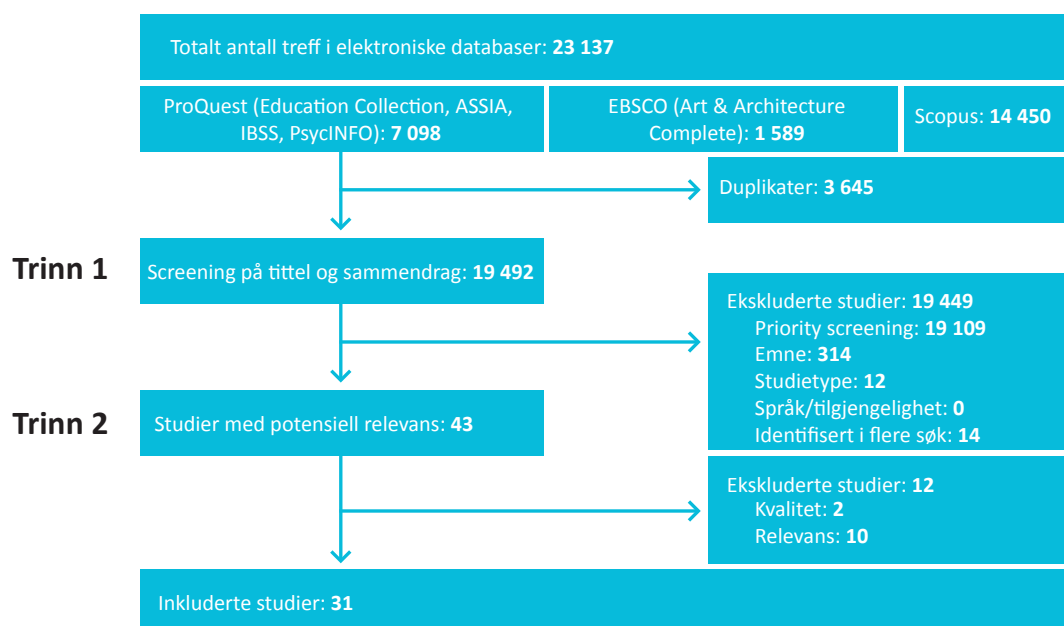 Totalt antall treff i elektroniske databaser: 23 137
ProQuest (Education Collection, ASSIA,
IBSS, PsycINFO): 7 098
EBSCO (Art & Architecture
Complete): 1 589
Scopus: 14 450
Duplikater: 3 645
Trinn 1
Screening på tittel og sammendrag: 19 492
Ekskluderte studier: 19 449
Priority screening: 19 109
Emne: 314
Studietype: 12
Språk/tilgjengelighet: 0
Identifisert i flere søk: 14
Trinn 2
Studier med potensiell relevans: 43
Ekskluderte studier: 12
Kvalitet: 2
Relevans: 10
Inkluderte studier: 31